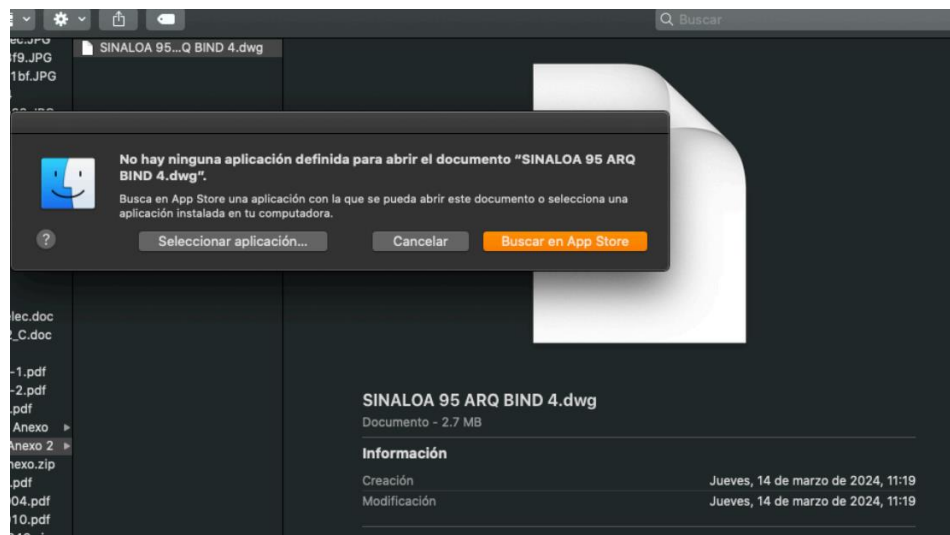 Buscar
ec.JPG
f9.JPG
1bf.JPG
SINALOA 95...Q BIND 4.dwg
No hay ninguna aplicación definida para abrir el documento “SINALOA 95 ARQ
BIND 4.dwg”.
Busca en App Store una aplicación con la que se pueda abrir este documento o selecciona una
aplicación instalada en tu computadora.
?
Seleccionar aplicación...
Cancelar
Buscar en App Store
lec.doc
_C.doc
-1.pdf
-2.pdf
.pdf
Anexo
Anexo 2
nexo.zip
.pdf
04.pdf
10.pdf
SINALOA 95 ARQ BIND 4.dwg
Documento - 2.7 MB
Información
Creación
Jueves, 14 de marzo de 2024, 11:19
Modificación
Jueves, 14 de marzo de 2024, 11:19